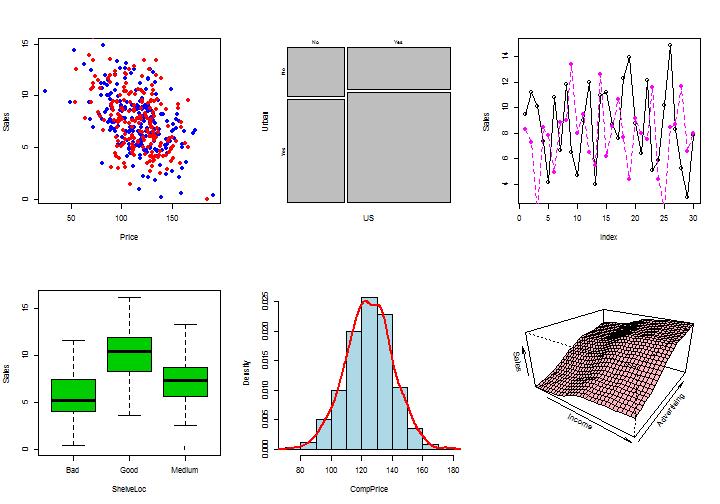 Sales
15
10
5
0
50 100 150
Price
No Yes
Urban
No
Yes
US
Sales
14
12
10
8
6
4
0 5 10 15 20 25 30
Index
Sales
15
10
5
0
Bad Good Medium
ShelveLoc
Density
0.025
0.020
0.015
0.010
0.005
0.000
80 100 120 140 160 180
CompPrice
Sales
Income
Advertising